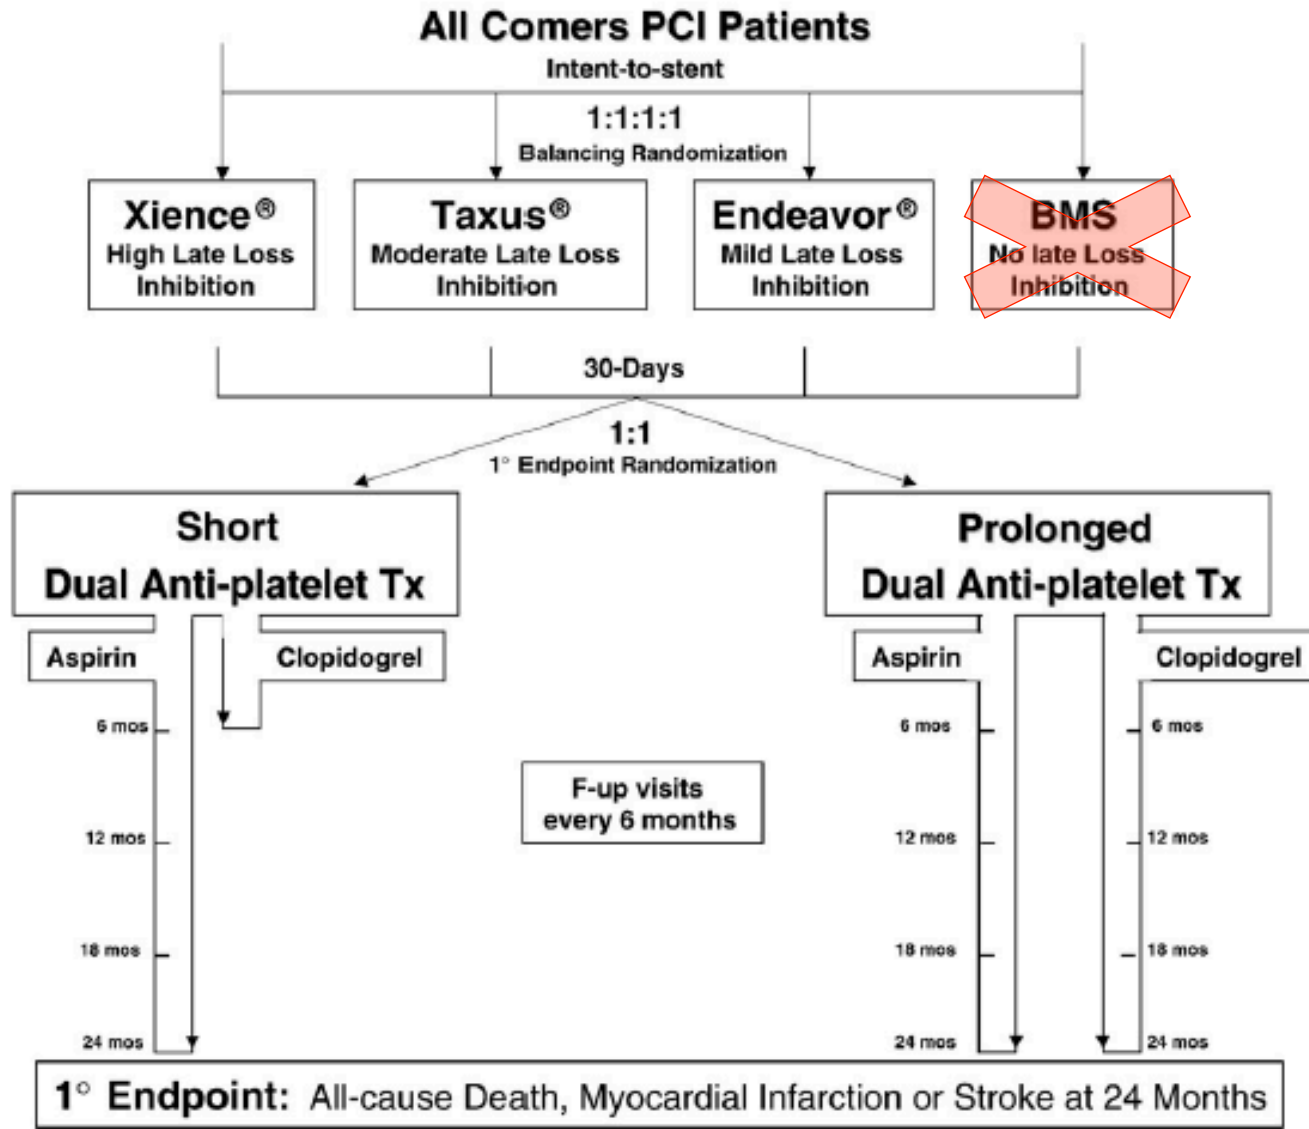 All Comers PCI Patients
Intent-to-stent
1:1:1:1
Balancing Randomization
Xience®
High Late Loss
Inhibition
Taxus®
Moderate Late Loss
Inhibition
Endeavor®
Mild Late Loss
Inhibition
BMS
No late Loss
Inhibition
30-Days
1:1
1° Endpoint Randomization
Short
Dual Anti-platelet Tx
Aspirin
Clopidogrel
6 mos
12 mos
18 mos
24 mos
F-up visits
every 6 months
Prolonged
Dual Anti-platelet Tx
Aspirin
Clopidogrel
6 mos
6 mos
12 mos
12 mos
18 mos
18 mos
24 mos
24 mos
1° Endpoint: All-cause Death, Myocardial Infarction or Stroke at 24 Months